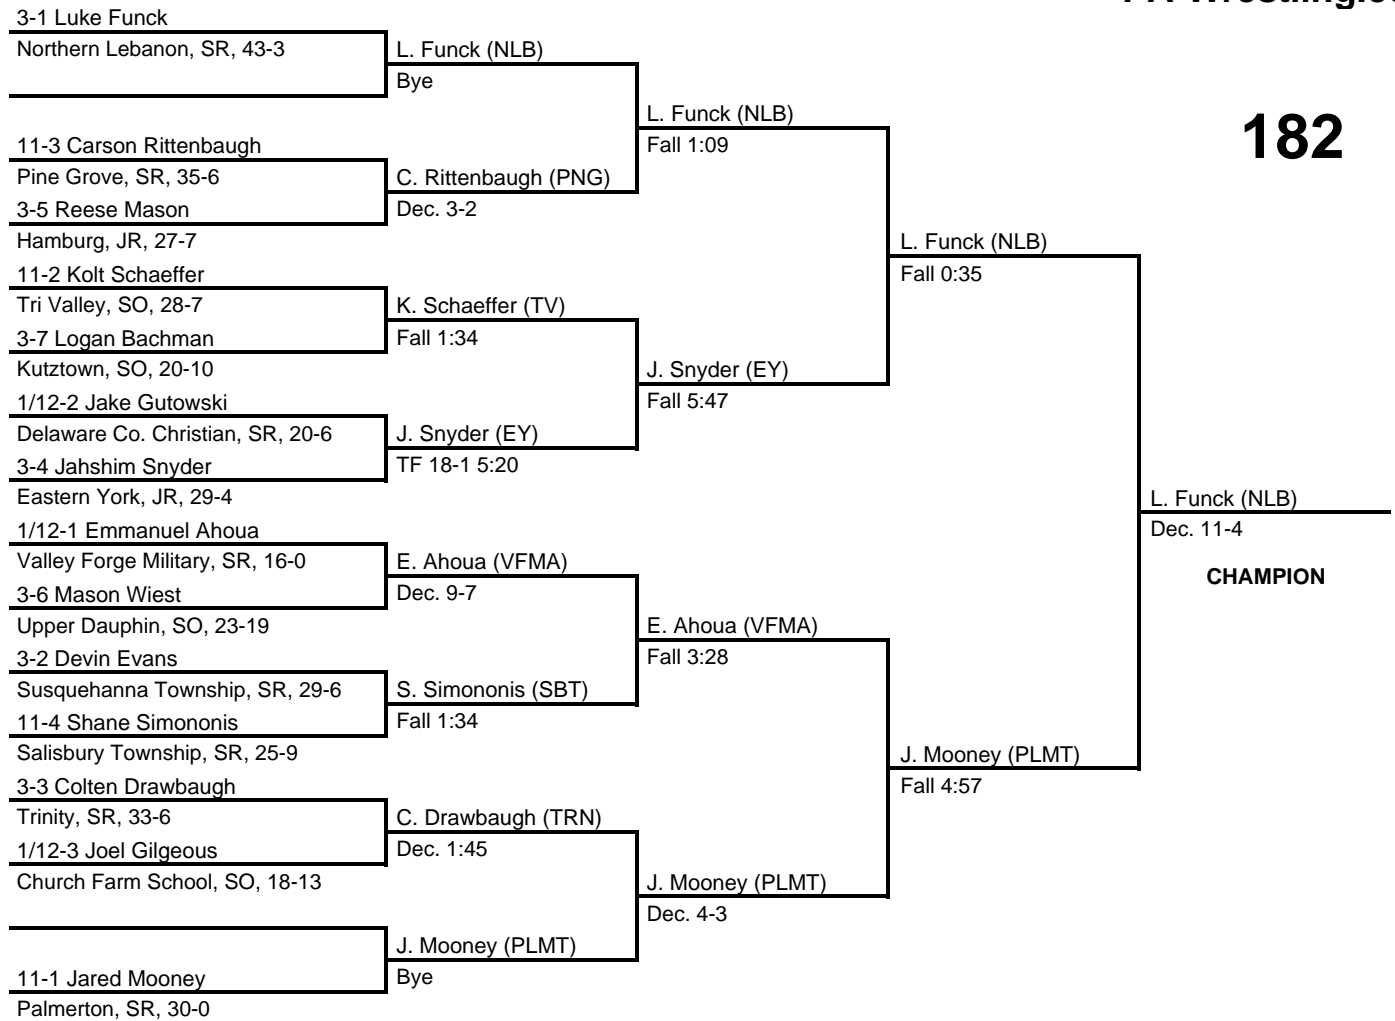 3-1 Luke Funck
Northern Lebanon, SR, 43-3
11-3 Carson Rittenbaugh
Pine Grove, SR, 35-6
3-5 Reese Mason
Hamburg, JR, 27-7
11-2 Kolt Schaeffer
Tri Valley, SO, 28-7
3-7 Logan Bachman
Kutztown, SO, 20-10
1/12-2 Jake Gutowski
Delaware Co. Christian, SR, 20-6
3-4 Jahshim Snyder
Eastern York, JR, 29-4
1/12-1 Emmanuel Ahoua
Valley Forge Military, SR, 16-0
3-6 Mason Wiest
Upper Dauphin, SO, 23-19
3-2 Devin Evans
Susquehanna Township, SR, 29-6
11-4 Shane Simononis
Salisbury Township, SR, 25-9
3-3 Colten Drawbaugh
Trinity, SR, 33-6
1/12-3 Joel Gilgeous
Church Farm School, SO, 18-13
11-1 Jared Mooney
Palmerton, SR, 30-0
L. Funck (NLB)
Bye
C. Rittenbaugh (PNG)
Dec. 3-2
K. Schaeffer (TV)
Fall 1:34
J. Snyder (EY)
TF 18-1 5:20
E. Ahoua (VFMA)
Dec. 9-7
S. Simononis (SBT)
Fall 1:34
C. Drawbaugh (TRN)
Dec. 1:45
J. Mooney (PLMT)
Bye
L. Funck (NLB)
Fall 1:09
J. Snyder (EY)
Fall 5:47
E. Ahoua (VFMA)
Fall 3:28
J. Mooney (PLMT)
Dec. 4-3
L. Funck (NLB)
Fall 0:35
J. Mooney (PLMT)
Fall 4:57
182
L. Funck (NLB)
Dec. 11-4
CHAMPION